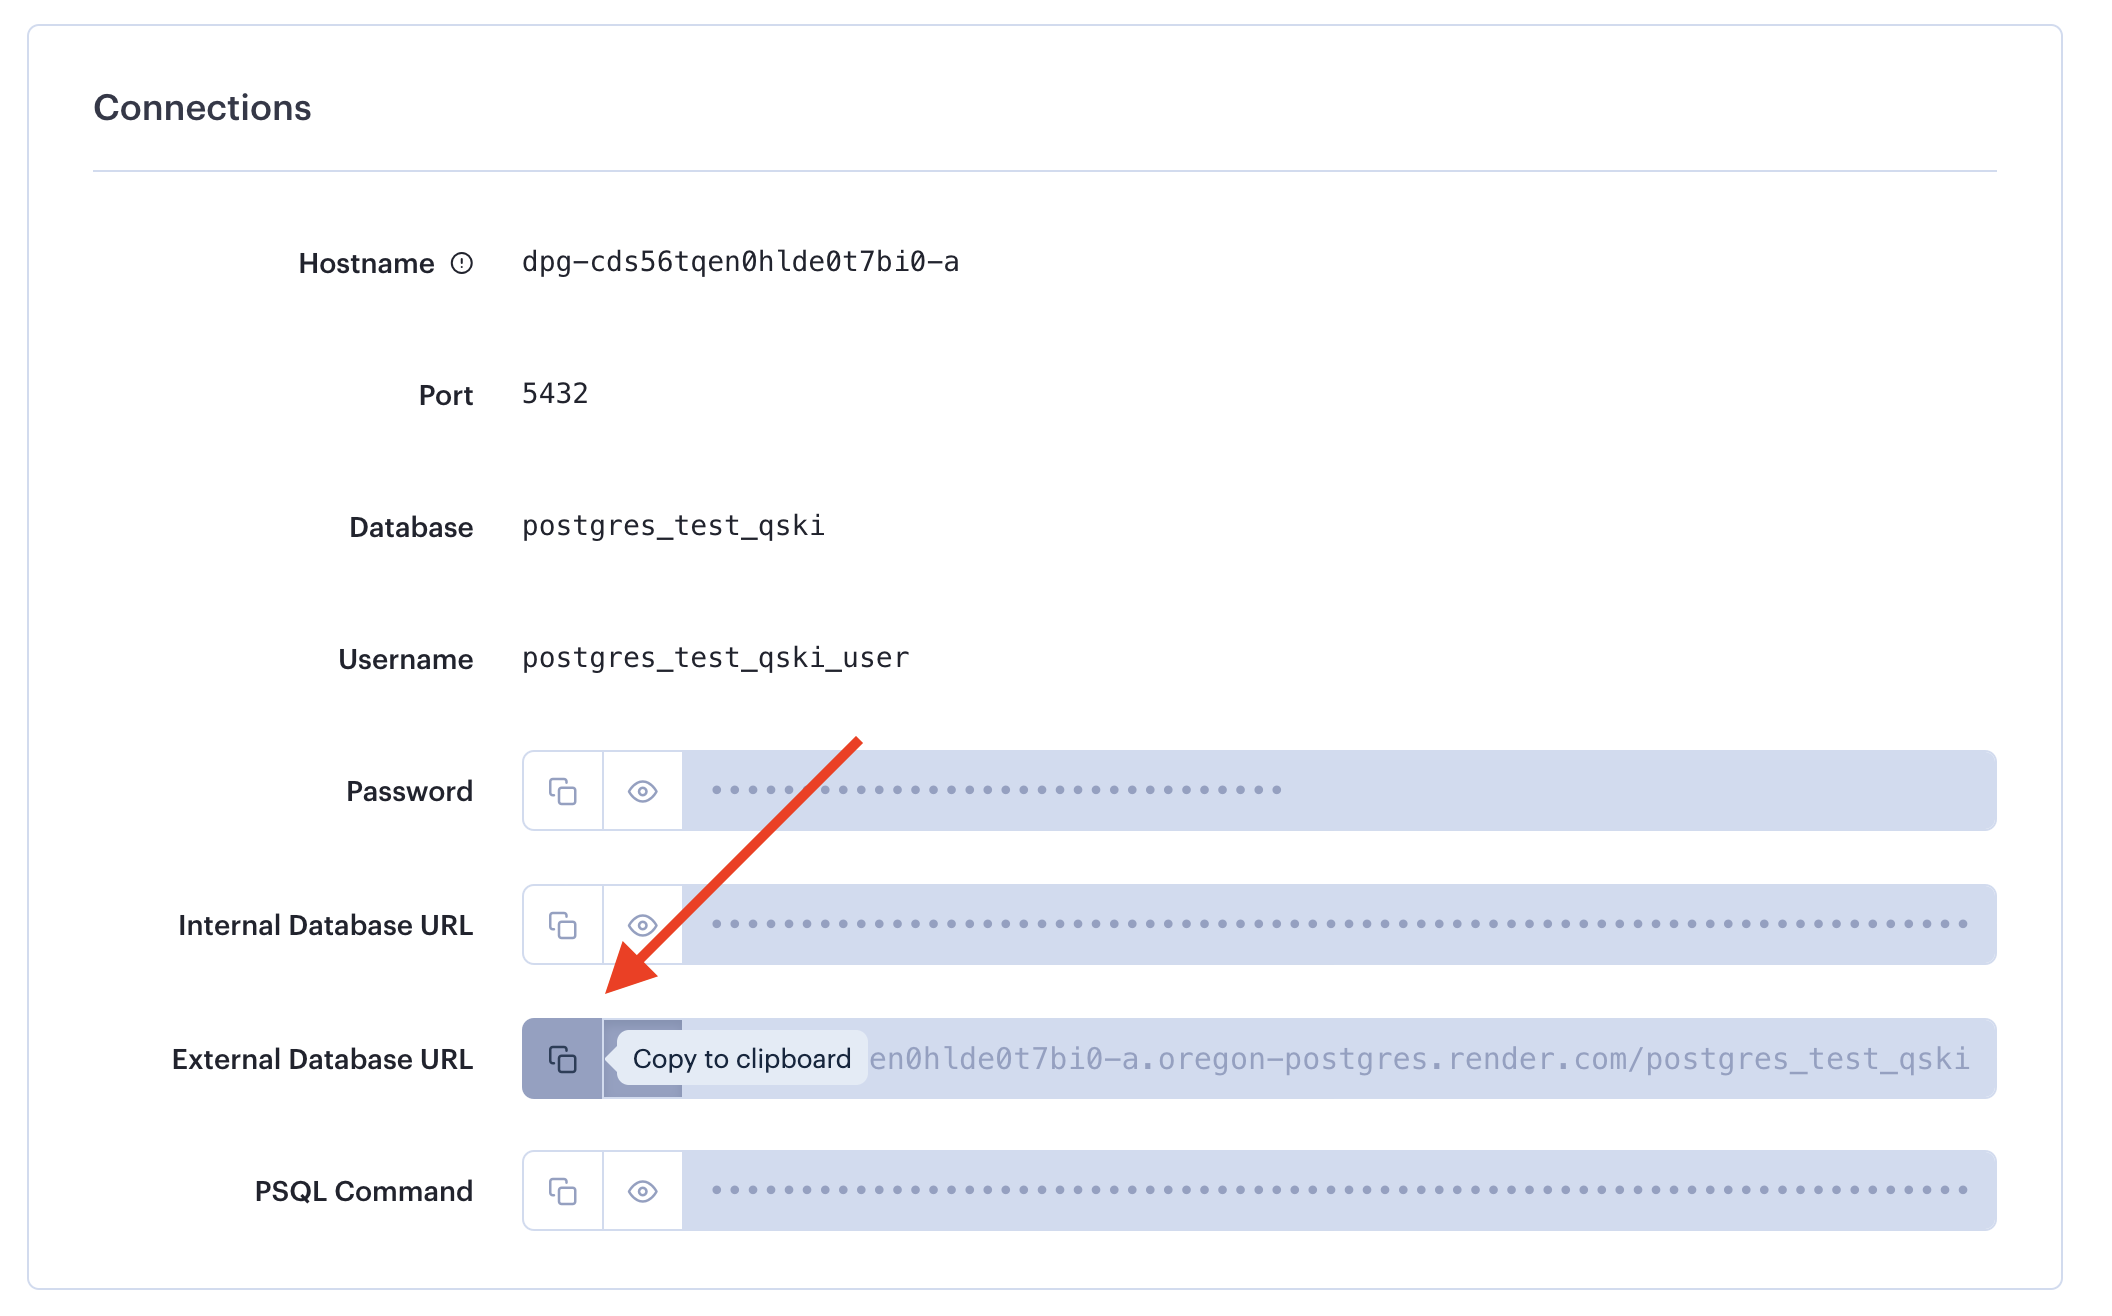 Connections
Hostname dpg-cds56tqen0hlde0t7bi0-a
Port 5432
Database postgres_test_qski
Username postgres_test_qski_user
Password ••••••••••••••••••••••••••••••••
Internal Database URL ••••••••••••••••••••••••••••••••••••••••••••••••••••••••••••••••••••••
External Database URL Copy to clipboard en0hlde0t7bi0-a.oregon-postgres.render.com/postgres_test_qski
PSQL Command ••••••••••••••••••••••••••••••••••••••••••••••••••••••••••••••••••••••